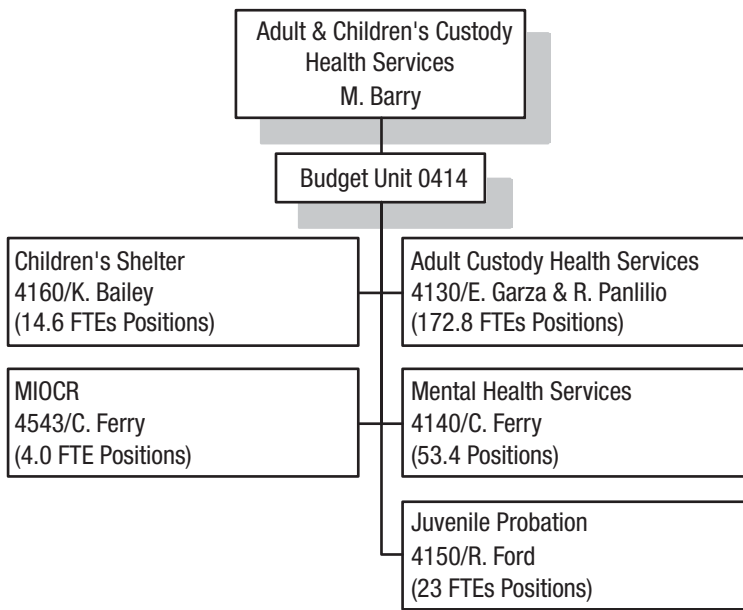 Adult & Children's Custody
Health Services
M. Barry
Budget Unit 0414
Children's Shelter
4160/K. Bailey
(14.6 FTEs Positions)
Adult Custody Health Services
4130/E. Garza & R. Panlilio
(172.8 FTEs Positions)
MIOCR
4543/C. Ferry
(4.0 FTE Positions)
Mental Health Services
4140/C. Ferry
(53.4 Positions)
Juvenile Probation
4150/R. Ford
(23 FTEs Positions)